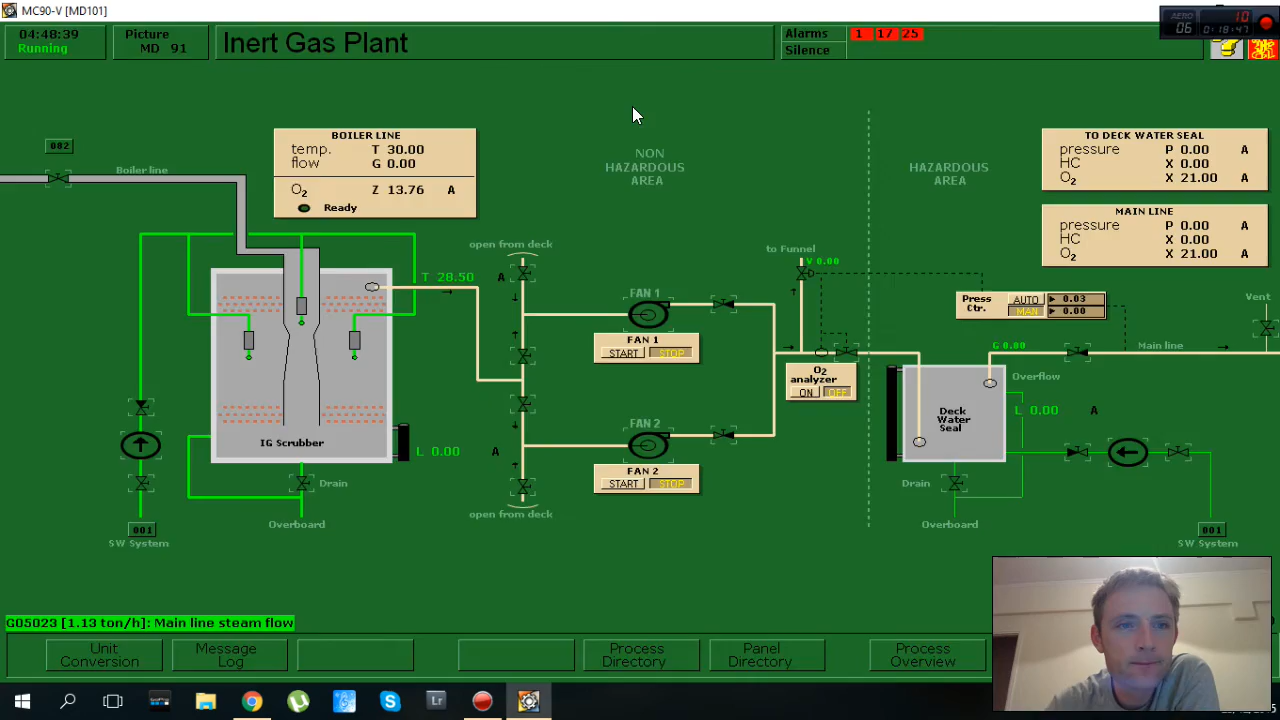 MC90-V [MD101]
04:48:39
Running
Picture
MD 91
Inert Gas Plant
Alarms 1 17 25
Silence
AERO
06
10
0:18:47
082
Boiler line
BOILER LINE
temp. T 30.00
flow G 0.00
O2 Z 13.76 A
Ready
NON
HAZARDOUS
AREA
HAZARDOUS
AREA
TO DECK WATER SEAL
pressure P 0.00 A
HC X 0.00
O2 X 21.00 A
MAIN LINE
pressure P 0.00 A
HC X 0.00
O2 X 21.00 A
open from deck
to Funnel
V 0.00
T 28.50 A
FAN 1
FAN 1
START STOP
Press
Ctr.
AUTO 0.03
MAN 0.00
Vent
G 0.00
Main line
O2
analyzer
ON OFF
Overflow
Deck
Water
Seal
L 0.00 A
FAN 2
FAN 2
START STOP
IG Scrubber
L 0.00 A
Drain
Overboard
open from deck
Drain
Overboard
001
SW System
001
SW System
G05023 [1.13 ton/h]: Main line steam flow
Unit
Conversion
Message
Log
Process
Directory
Panel
Directory
Process
Overview
Lr